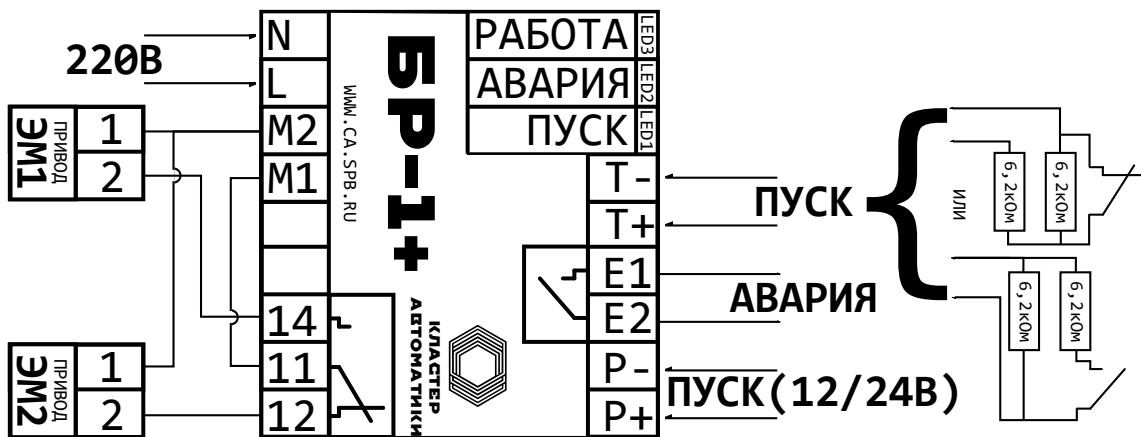 220В
N
L
M2
M1
14
11
12
ПРИВОД
ЭМ1
1
2
ПРИВОД
ЭМ2
1
2
БР-1+
WWW.CA.SPB.RU
КЛАСТЕР
АВТОМАТИКИ
РАБОТА LED3
АВАРИЯ LED2
ПУСК LED1
T-
T+
E1
E2
P-
P+
ПУСК
АВАРИЯ
ПУСК(12/24В)
6,2кОм
6,2кОм
ИЛИ
6,2кОм
6,2кОм